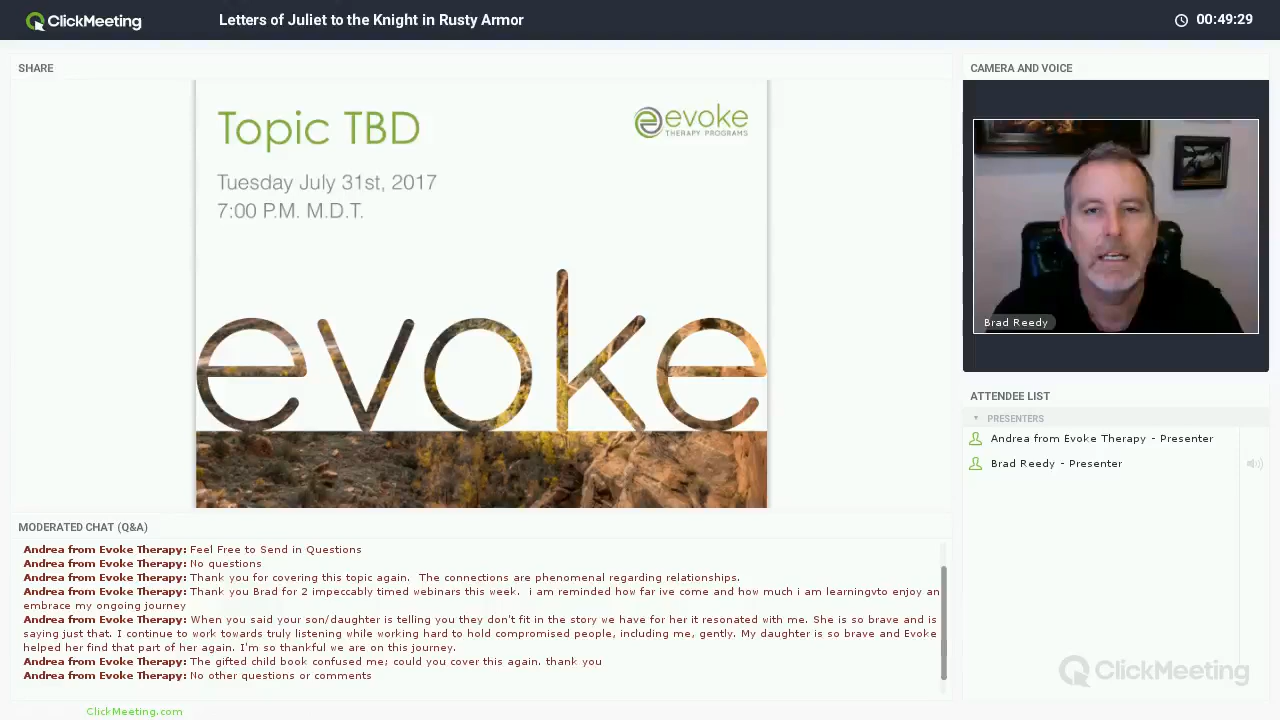 ClickMeeting
Letters of Juliet to the Knight in Rusty Armor
00:49:29
SHARE
Topic TBD
evoke
THERAPY PROGRAMS
Tuesday July 31st, 2017
7:00 P.M. M.D.T.
evoke
CAMERA AND VOICE
Brad Reedy
ATTENDEE LIST
PRESENTERS
Andrea from Evoke Therapy - Presenter
Brad Reedy - Presenter
MODERATED CHAT (Q&A)
Andrea from Evoke Therapy: Feel Free to Send in Questions
Andrea from Evoke Therapy: No questions
Andrea from Evoke Therapy: Thank you for covering this topic again. The connections are phenomenal regarding relationships.
Andrea from Evoke Therapy: Thank you Brad for 2 impeccably timed webinars this week. i am reminded how far ive come and how much i am learningvto enjoy an
embrace my ongoing journey
Andrea from Evoke Therapy: When you said your son/daughter is telling you they don't fit in the story we have for her it resonated with me. She is so brave and is
saying just that. I continue to work towards truly listening while working hard to hold compromised people, including me, gently. My daughter is so brave and Evoke
helped her find that part of her again. I'm so thankful we are on this journey.
Andrea from Evoke Therapy: The gifted child book confused me; could you cover this again. thank you
Andrea from Evoke Therapy: No other questions or comments
ClickMeeting
ClickMeeting.com